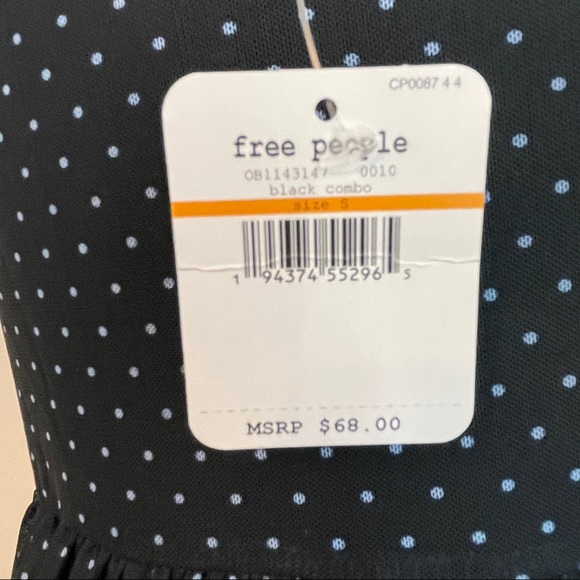 CP0087 4 4
free people
OB1143147 0010
black combo
size S
1 94374 55296 5
MSRP $68.00